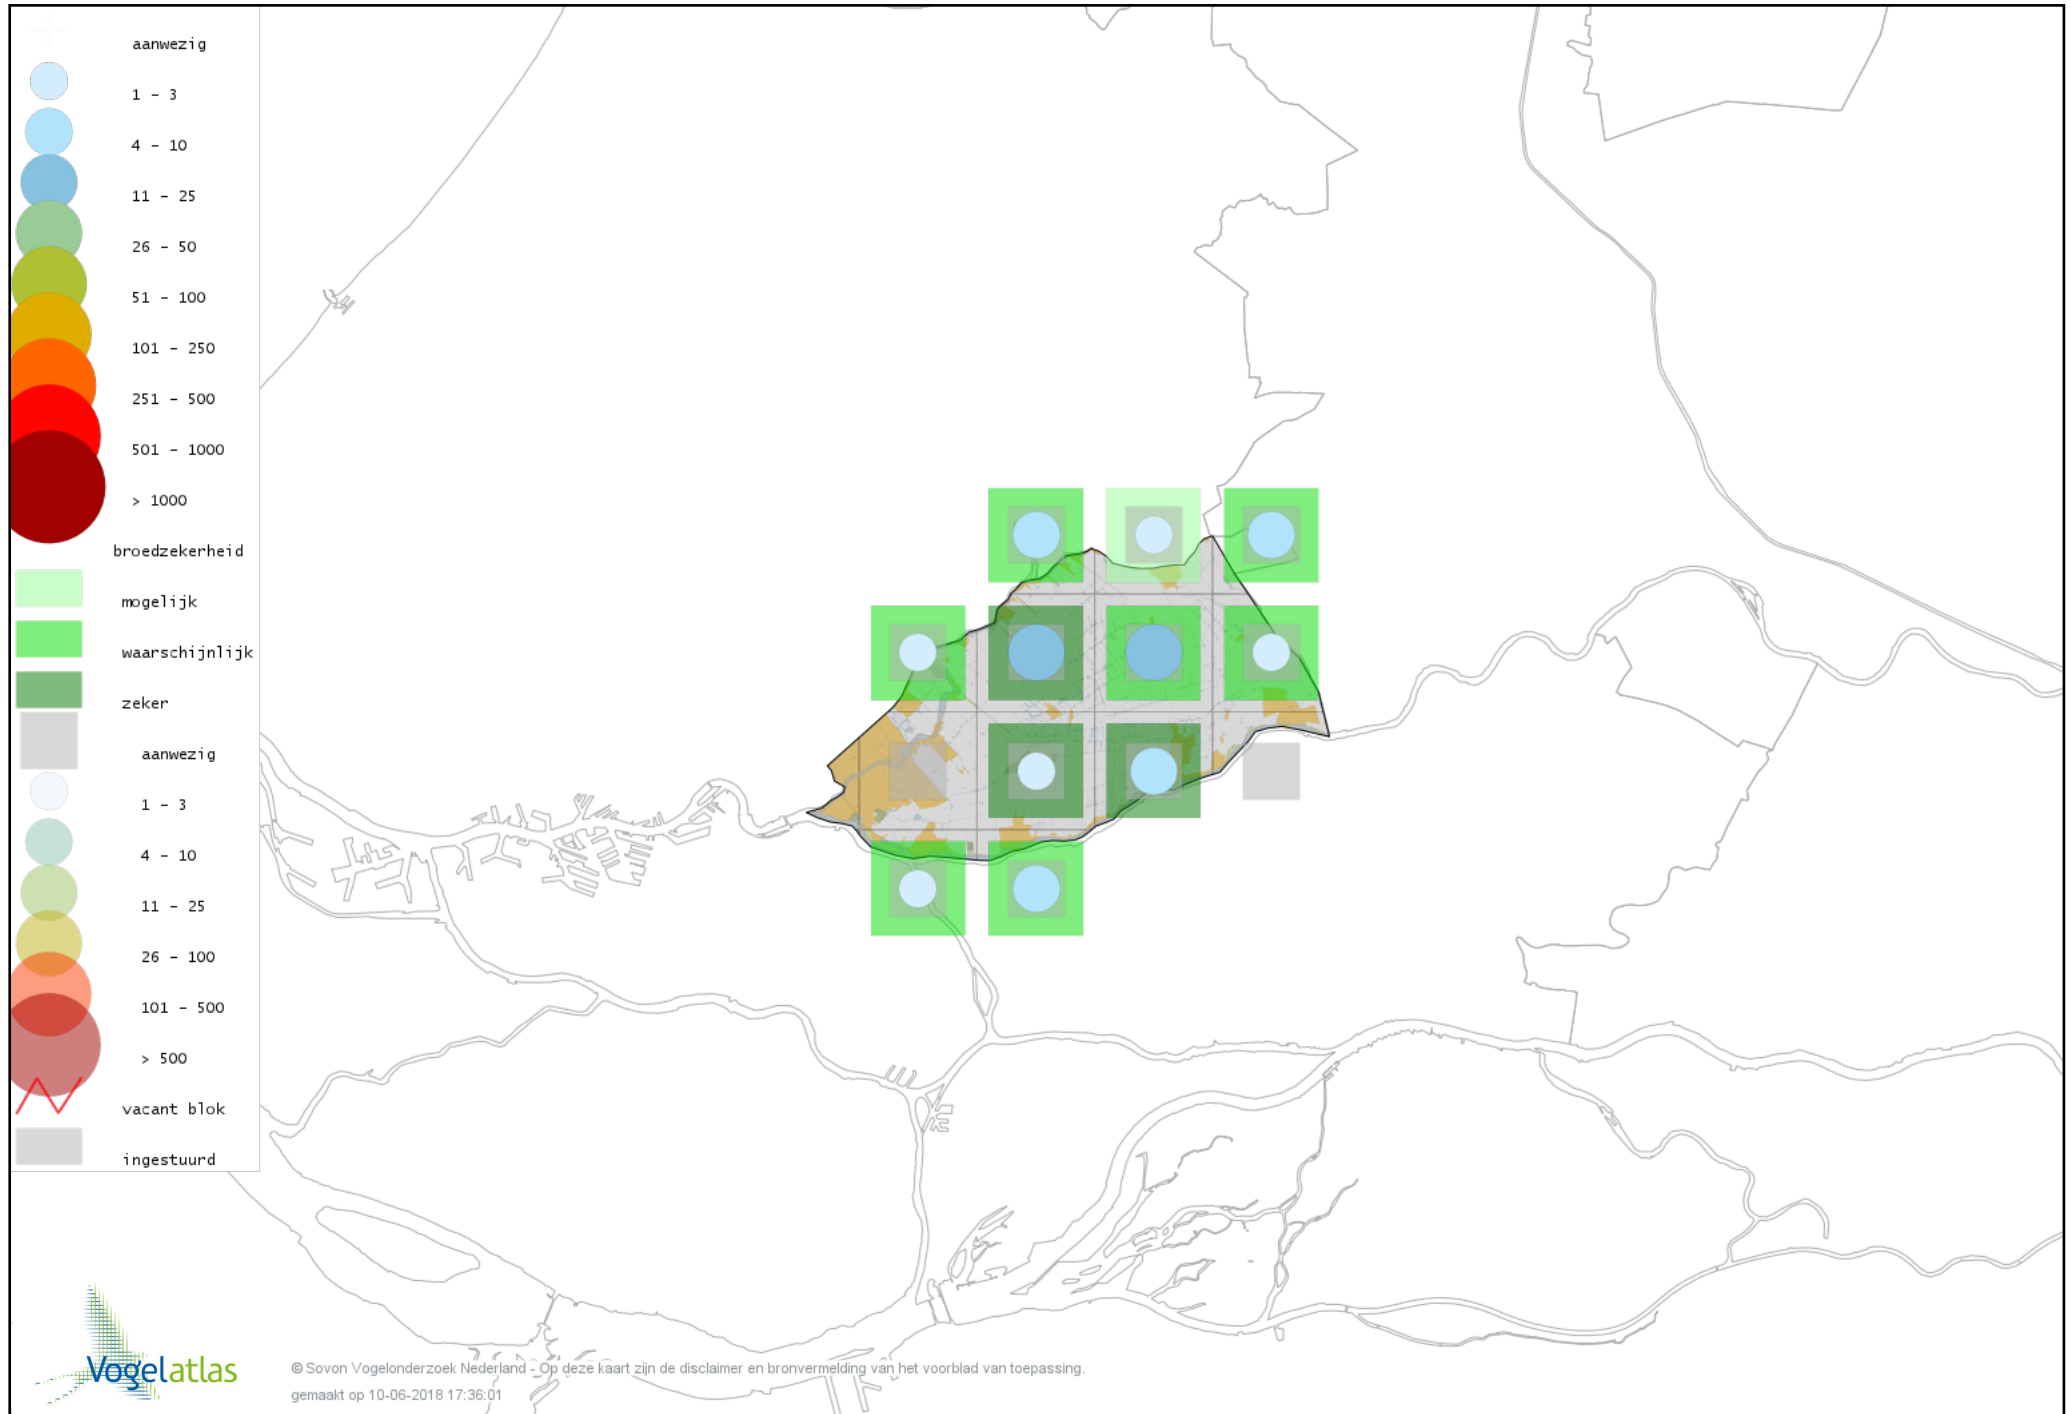 aanwezig
1 - 3
4 - 10
11 - 25
26 - 50
51 - 100
101 - 250
251 - 500
501 - 1000
> 1000
broedzekerheid
mogelijk
waarschijnlijk
zeker
aanwezig
1 - 3
4 - 10
11 - 25
26 - 100
101 - 500
> 500
vacant blok
ingestuurd
Vogelatlas
© Sovon Vogelonderzoek Nederland - Op deze kaart zijn de disclaimer en bronvermelding van het voorblad van toepassing.
gemaakt op 10-06-2018 17:36:01